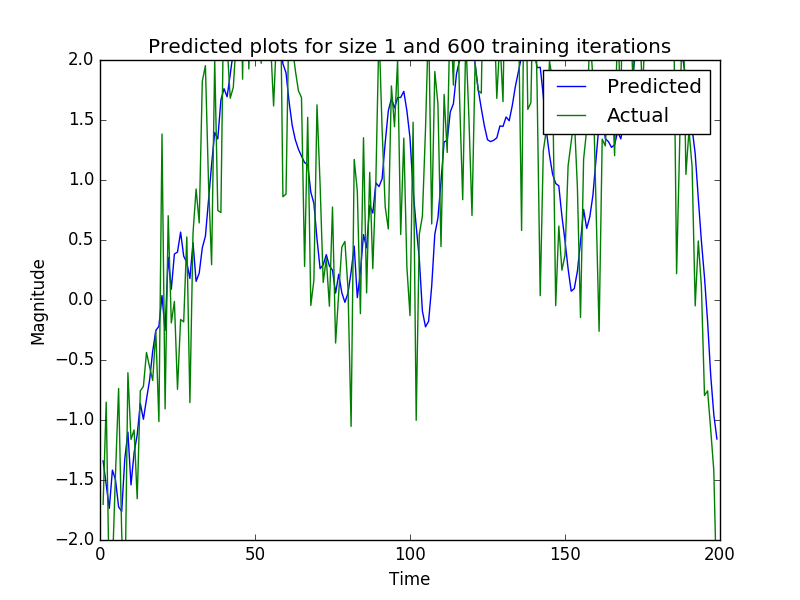 Predicted plots for size 1 and 600 training iterations
Predicted
Actual
2.0
1.5
1.0
0.5
0.0
−0.5
−1.0
−1.5
−2.0
Magnitude
0
50
100
150
200
Time